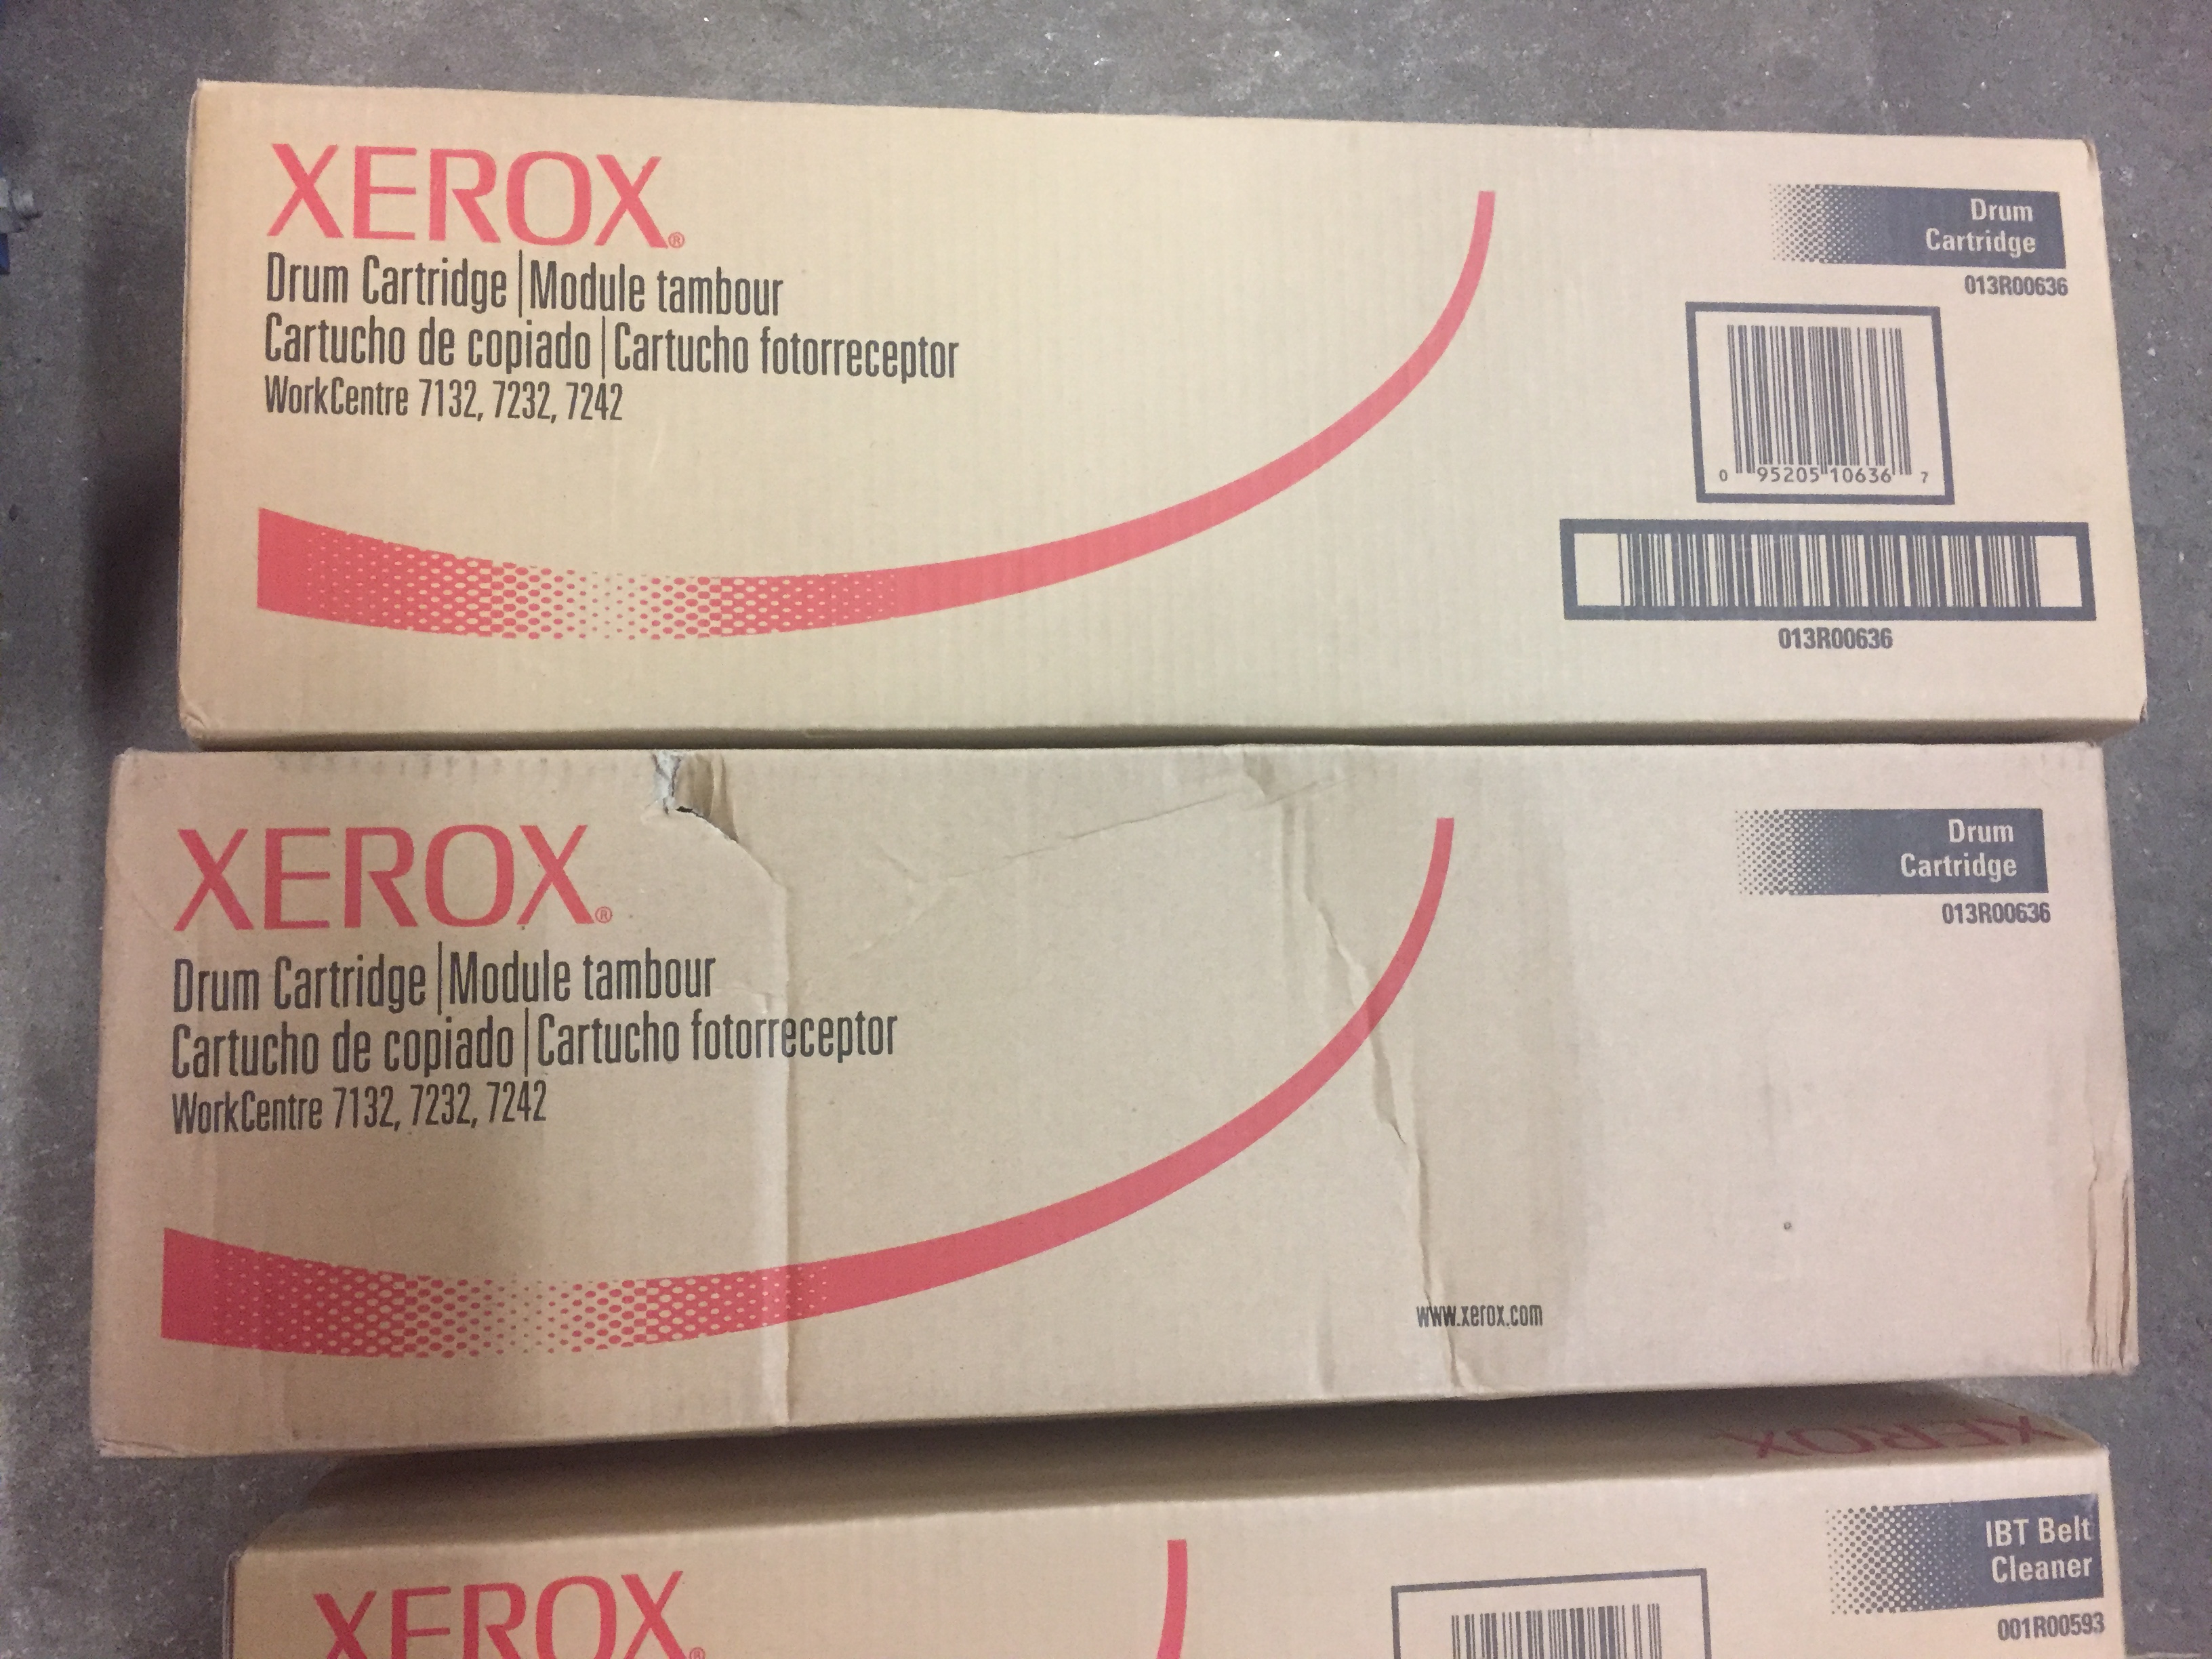 XEROX®
Drum Cartridge | Module tambour
Cartucho de copiado | Cartucho fotorreceptor
WorkCentre 7132, 7232, 7242
Drum
Cartridge
013R00636
0 95205 10636 7
013R00636
XEROX®
Drum Cartridge | Module tambour
Cartucho de copiado | Cartucho fotorreceptor
WorkCentre 7132, 7232, 7242
Drum
Cartridge
013R00636
www.xerox.com
XEROX
XEROX®
IBT Belt
Cleaner
001R00593